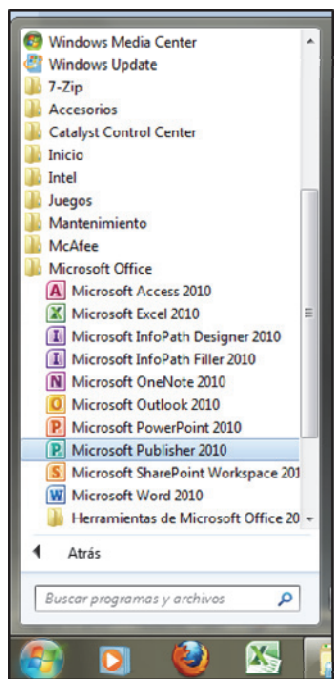 Windows Media Center
Windows Update
7-Zip
Accesorios
Catalyst Control Center
Inicio
Intel
Juegos
Mantenimiento
McAfee
Microsoft Office
Microsoft Access 2010
Microsoft Excel 2010
Microsoft InfoPath Designer 2010
Microsoft InfoPath Filler 2010
Microsoft OneNote 2010
Microsoft Outlook 2010
Microsoft PowerPoint 2010
Microsoft Publisher 2010
Microsoft SharePoint Workspace 201
Microsoft Word 2010
Herramientas de Microsoft Office 20
Atrás
Buscar programas y archivos